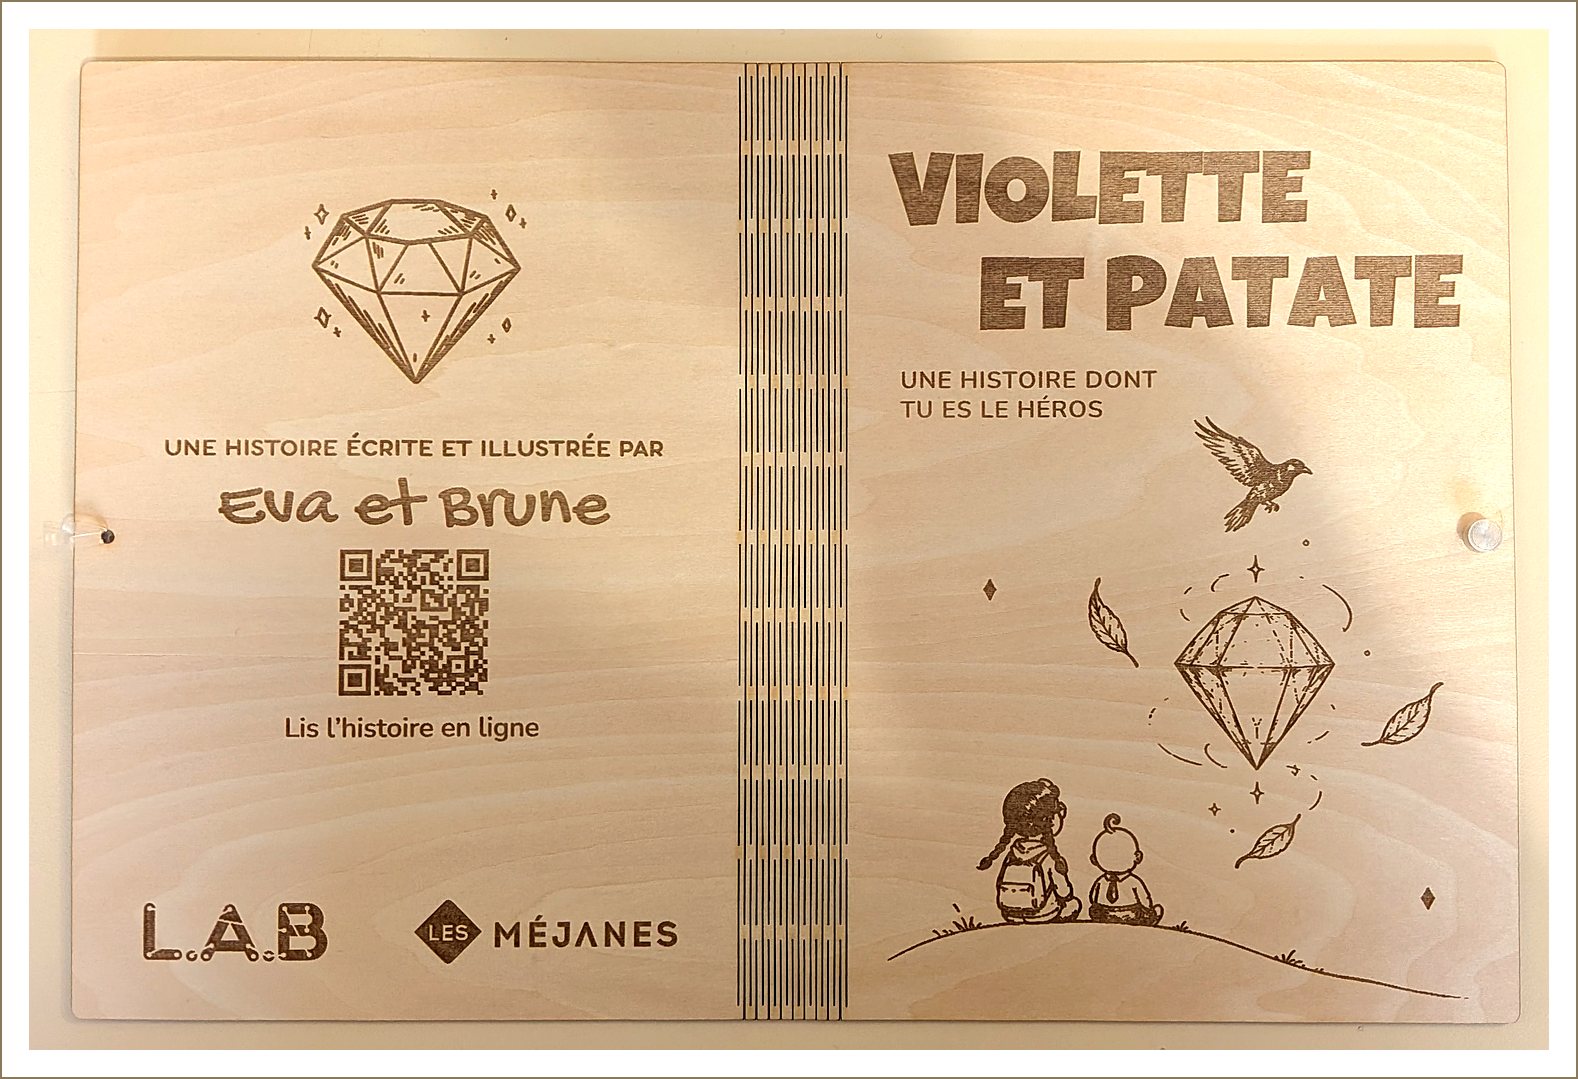 UNE HISTOIRE ÉCRITE ET ILLUSTRÉE PAR
Eva et Brune
Lis l'histoire en ligne
L.A.B
LES MÉJANES
VIOLETTE
ET PATATE
UNE HISTOIRE DONT
TU ES LE HÉROS